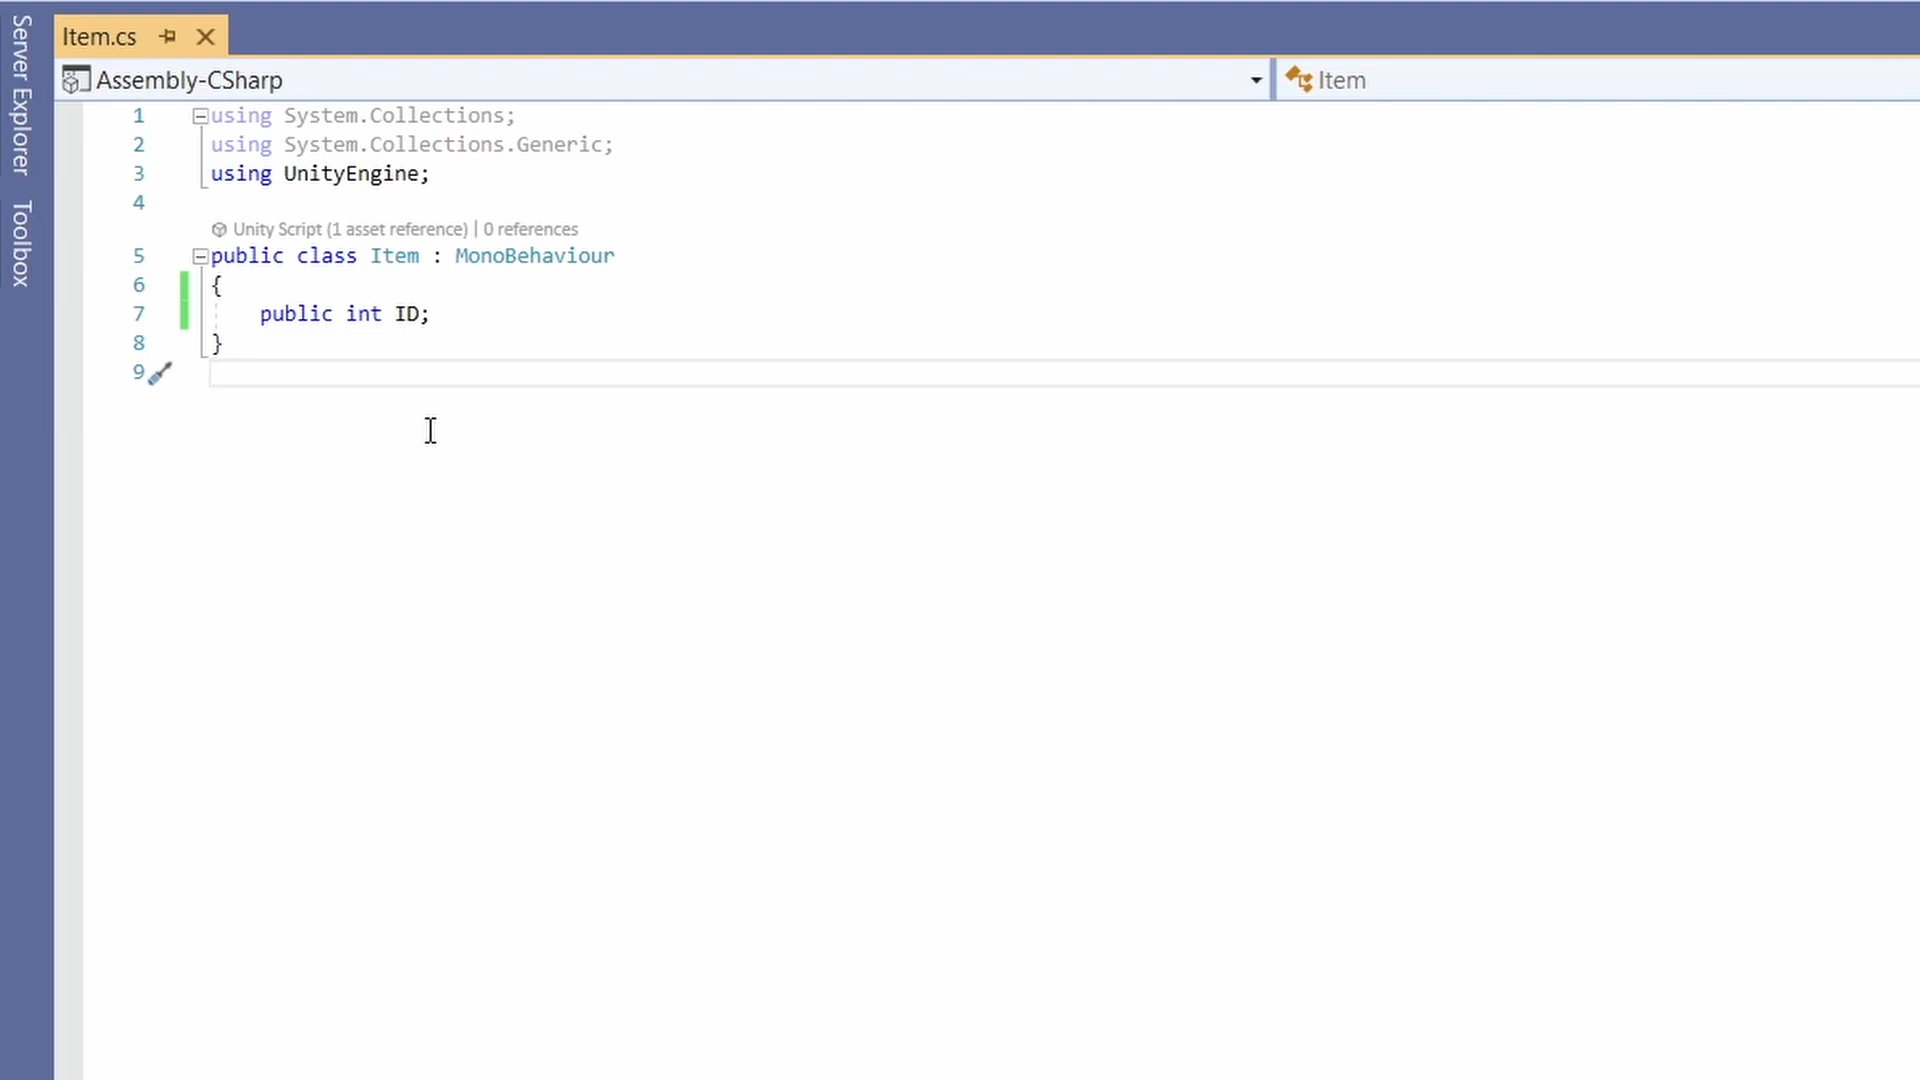 Server Explorer
Toolbox
Item.cs
Assembly-CSharp
Item
1 using System.Collections;
2 using System.Collections.Generic;
3 using UnityEngine;
4
Unity Script (1 asset reference) | 0 references
5 public class Item : MonoBehaviour
6 {
7 public int ID;
8 }
9